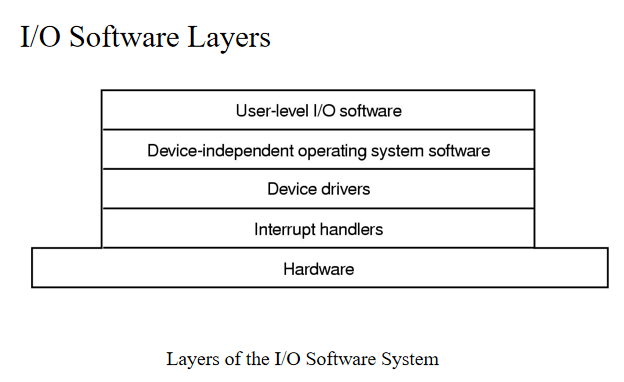 I/O Software Layers
User-level I/O software
Device-independent operating system software
Device drivers
Interrupt handlers
Hardware
Layers of the I/O Software System